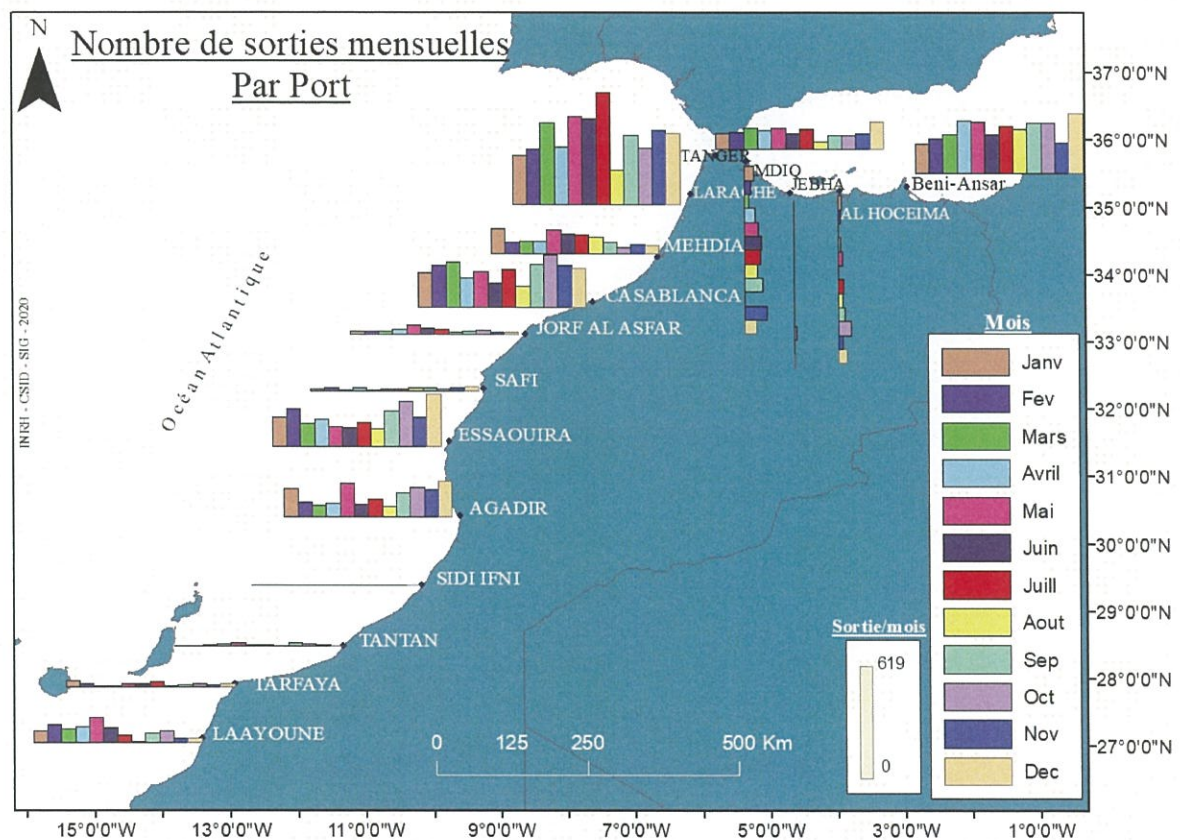 N
Nombre de sorties mensuelles
Par Port
37°0'0"N
36°0'0"N
35°0'0"N
34°0'0"N
33°0'0"N
32°0'0"N
31°0'0"N
30°0'0"N
29°0'0"N
28°0'0"N
27°0'0"N
TANGER
MDIQ
JEBHA
Beni-Ansar
LARACHE
AL HOCEIMA
MEHDIA
CASABLANCA
JORF AL ASFAR
SAFI
ESSAOUIRA
AGADIR
SIDI IFNI
TANTAN
TARFAYA
LAAYOUNE
Océan Atlantique
INRH - CSID - SIG - 2020
Mois
Janv
Fev
Mars
Avril
Mai
Juin
Juill
Aout
Sep
Oct
Nov
Dec
Sortie/mois
619
0
0 125 250 500 Km
15°0'0"W 13°0'0"W 11°0'0"W 9°0'0"W 7°0'0"W 5°0'0"W 3°0'0"W 1°0'0"W